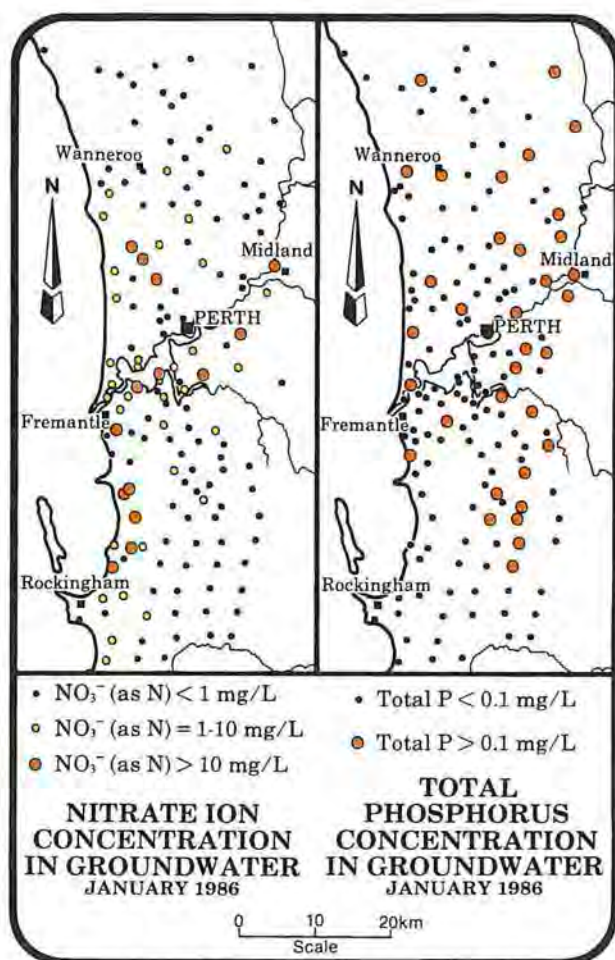 Wanneroo
N
Midland
PERTH
Fremantle
Rockingham
NO₃⁻ (as N) < 1 mg/L
NO₃⁻ (as N) = 1-10 mg/L
NO₃⁻ (as N) > 10 mg/L
NITRATE ION
CONCENTRATION
IN GROUNDWATER
JANUARY 1986
Wanneroo
N
Midland
PERTH
Fremantle
Rockingham
Total P < 0.1 mg/L
Total P > 0.1 mg/L
TOTAL
PHOSPHORUS
CONCENTRATION
IN GROUNDWATER
JANUARY 1986
0 10 20km
Scale